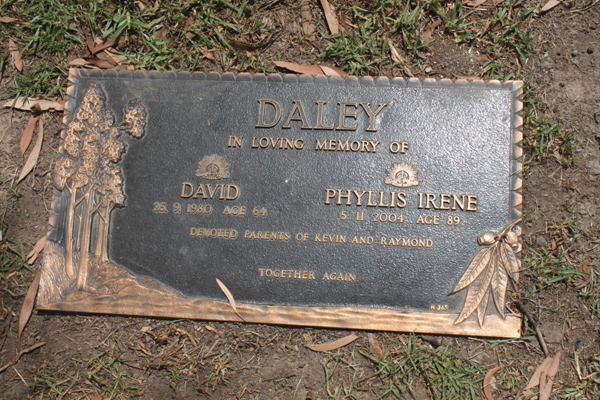 DALEY
IN LOVING MEMORY OF
DAVID
25. 9. 1980. AGE 64.
PHYLLIS IRENE
5. 11. 2004. AGE 89.
DEVOTED PARENTS OF KEVIN AND RAYMOND
TOGETHER AGAIN